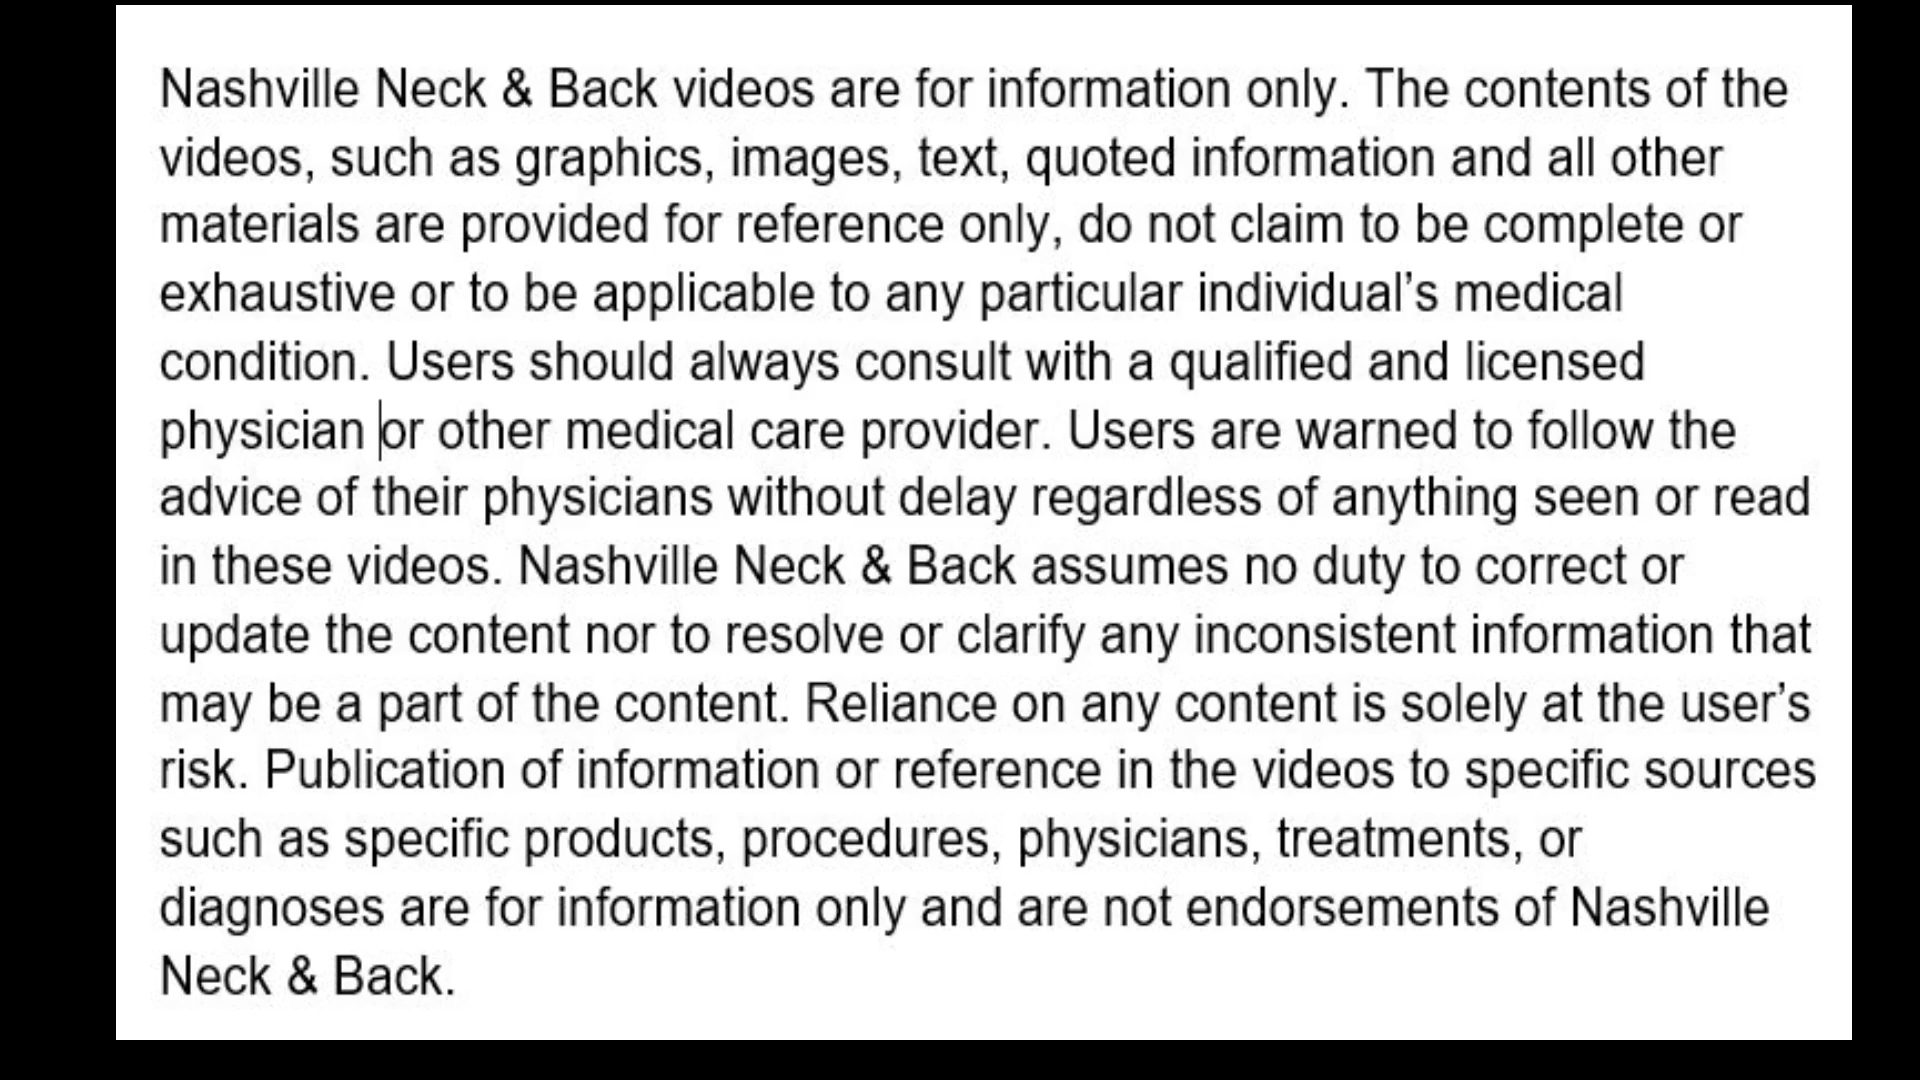 Nashville Neck & Back videos are for information only. The contents of the
videos, such as graphics, images, text, quoted information and all other
materials are provided for reference only, do not claim to be complete or
exhaustive or to be applicable to any particular individual’s medical
condition. Users should always consult with a qualified and licensed
physician or other medical care provider. Users are warned to follow the
advice of their physicians without delay regardless of anything seen or read
in these videos. Nashville Neck & Back assumes no duty to correct or
update the content nor to resolve or clarify any inconsistent information that
may be a part of the content. Reliance on any content is solely at the user’s
risk. Publication of information or reference in the videos to specific sources
such as specific products, procedures, physicians, treatments, or
diagnoses are for information only and are not endorsements of Nashville
Neck & Back.